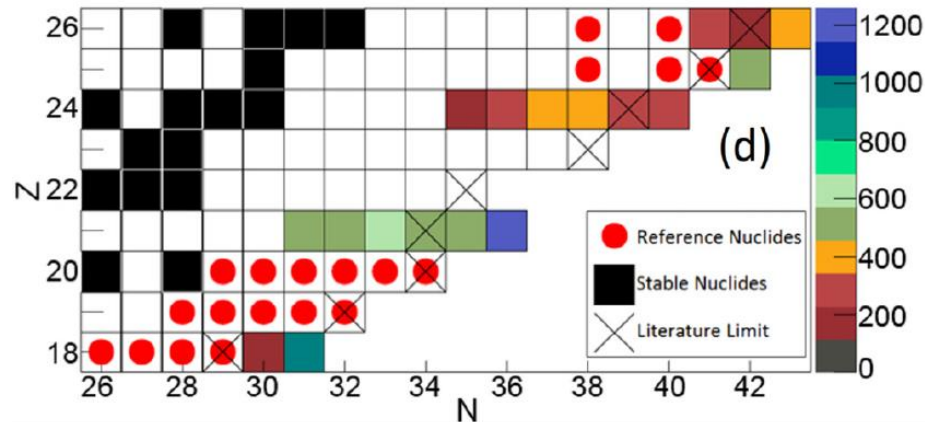 26
24
22
20
18
Z
26 28 30 32 34 36 38 40 42
N
(d)
Reference Nuclides
Stable Nuclides
Literature Limit
1200
1000
800
600
400
200
0